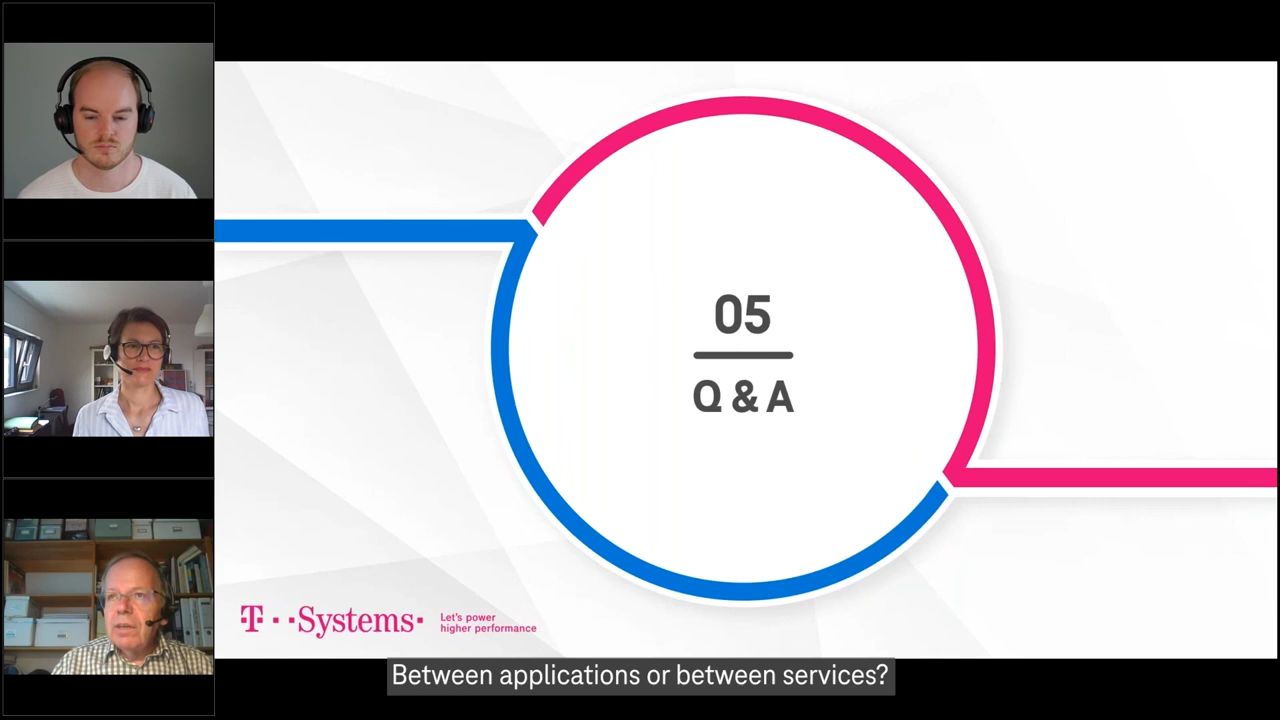 05
Q & A
T··Systems·
Let's power
higher performance
Between applications or between services?